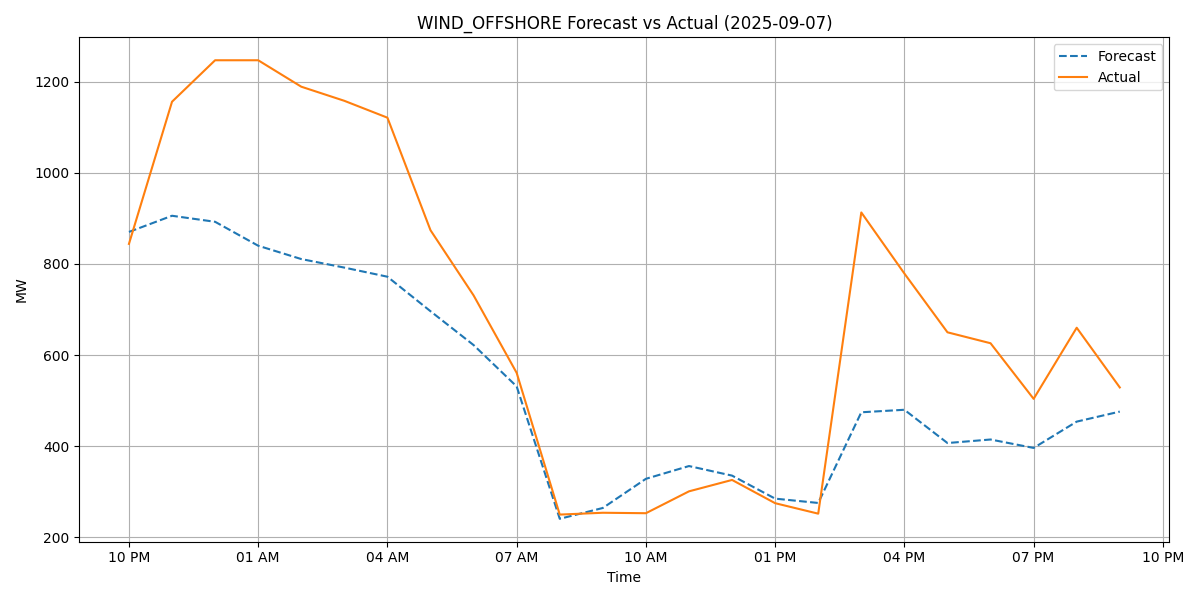 WIND_OFFSHORE Forecast vs Actual (2025-09-07)
Forecast
Actual
MW
1200
1000
800
600
400
200
10 PM 01 AM 04 AM 07 AM 10 AM 01 PM 04 PM 07 PM 10 PM
Time